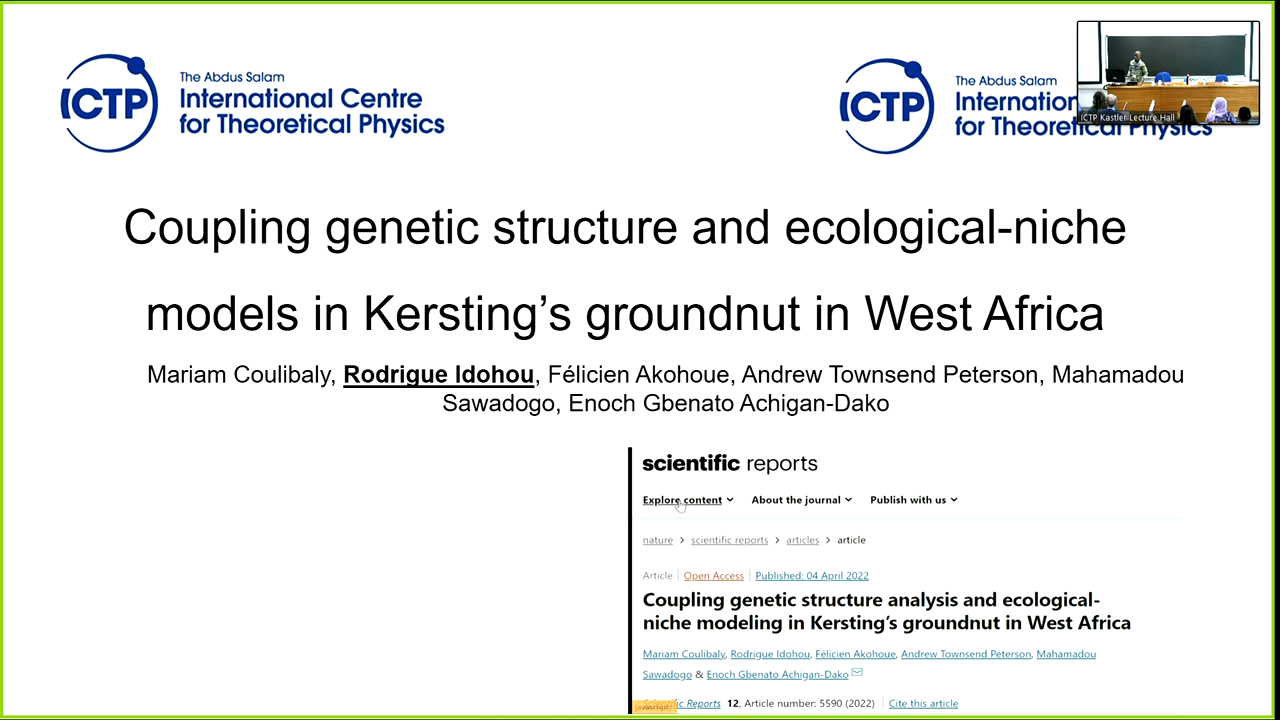 ICTP
The Abdus Salam
International Centre
for Theoretical Physics
ICTP
The Abdus Salam
Internation
for Theoretical Physics
ICTP Kastler Lecture Hall
Coupling genetic structure and ecological-niche
models in Kersting’s groundnut in West Africa
Mariam Coulibaly, Rodrigue Idohou, Félicien Akohoue, Andrew Townsend Peterson, Mahamadou
Sawadogo, Enoch Gbenato Achigan-Dako
scientific reports
Explore content About the journal Publish with us
nature > scientific reports > articles > article
Article | Open Access | Published: 04 April 2022
Coupling genetic structure analysis and ecological-
niche modeling in Kersting’s groundnut in West Africa
Mariam Coulibaly, Rodrigue Idohou, Félicien Akohoue, Andrew Townsend Peterson, Mahamadou
Sawadogo & Enoch Gbenato Achigan-Dako
Scientific Reports 12, Article number: 5590 (2022) | Cite this article
javascript: